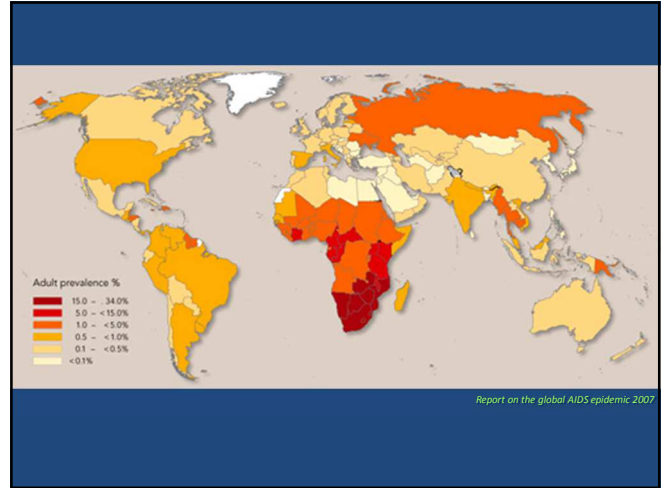 Adult prevalence %
15.0 – 34.0%
5.0 – <15.0%
1.0 – <5.0%
0.5 – <1.0%
0.1 – <0.5%
<0.1%
Report on the global AIDS epidemic 2007